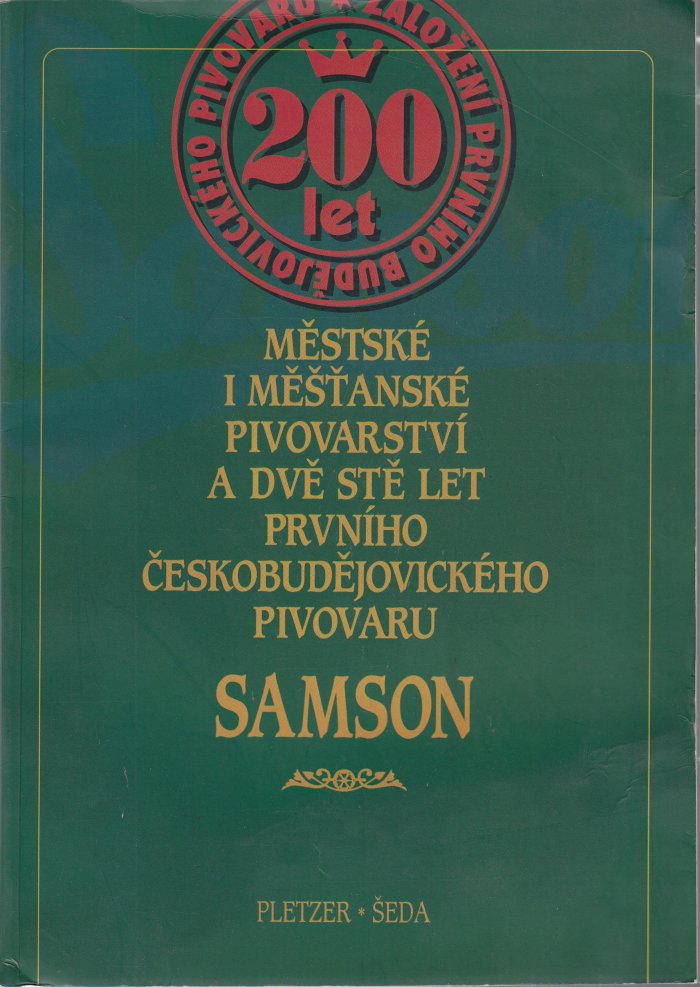 ZALOŽENÍ PRVNÍHO BUDĚJOVICKÉHO PIVOVARU *
200
let
MĚSTSKÉ
I MĚŠŤANSKÉ
PIVOVARSTVÍ
A DVĚ STĚ LET
PRVNÍHO
ČESKOBUDĚJOVICKÉHO
PIVOVARU
SAMSON
PLETZER * ŠEDA